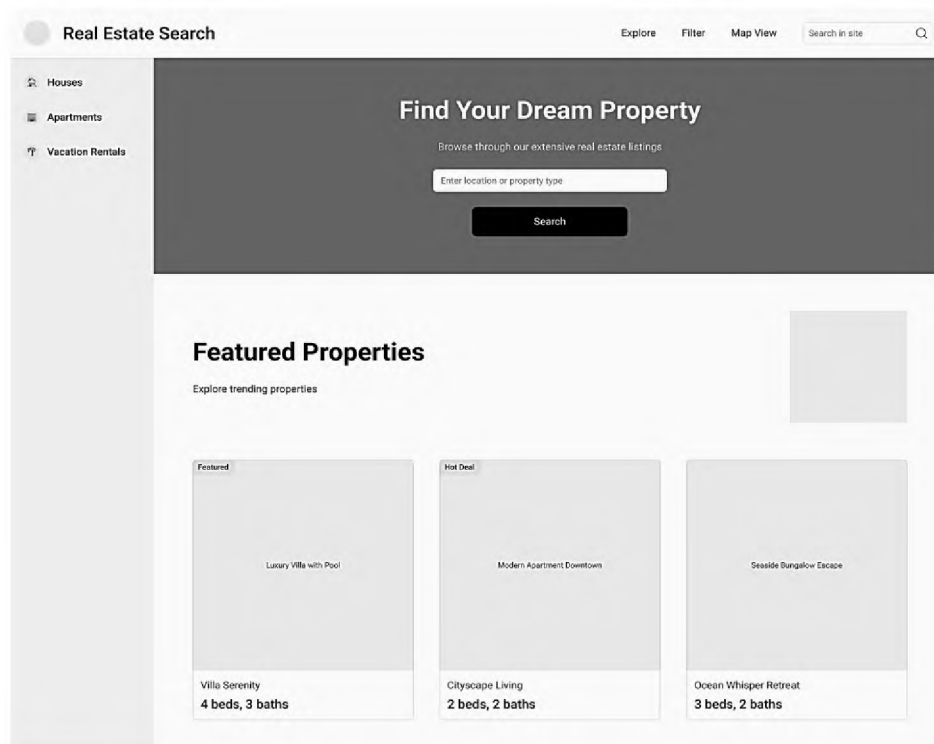 Real Estate Search
Explore
Filter
Map View
Search in site
Houses
Apartments
Vacation Rentals
Find Your Dream Property
Browse through our extensive real estate listings
Enter location or property type
Search
Featured Properties
Explore trending properties
Featured
Luxury Villa with Pool
Villa Serenity
4 beds, 3 baths
Hot Deal
Modern Apartment Downtown
Cityscape Living
2 beds, 2 baths
Seaside Bungalow Escape
Ocean Whisper Retreat
3 beds, 2 baths